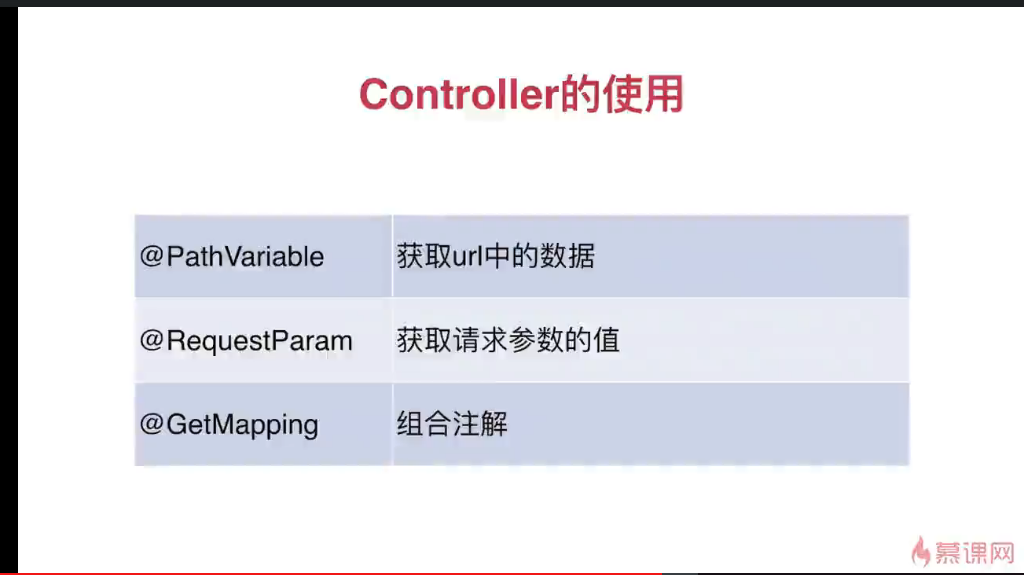 Controller的使用
@PathVariable 获取url中的数据
@RequestParam 获取请求参数的值
@GetMapping 组合注解
慕课网